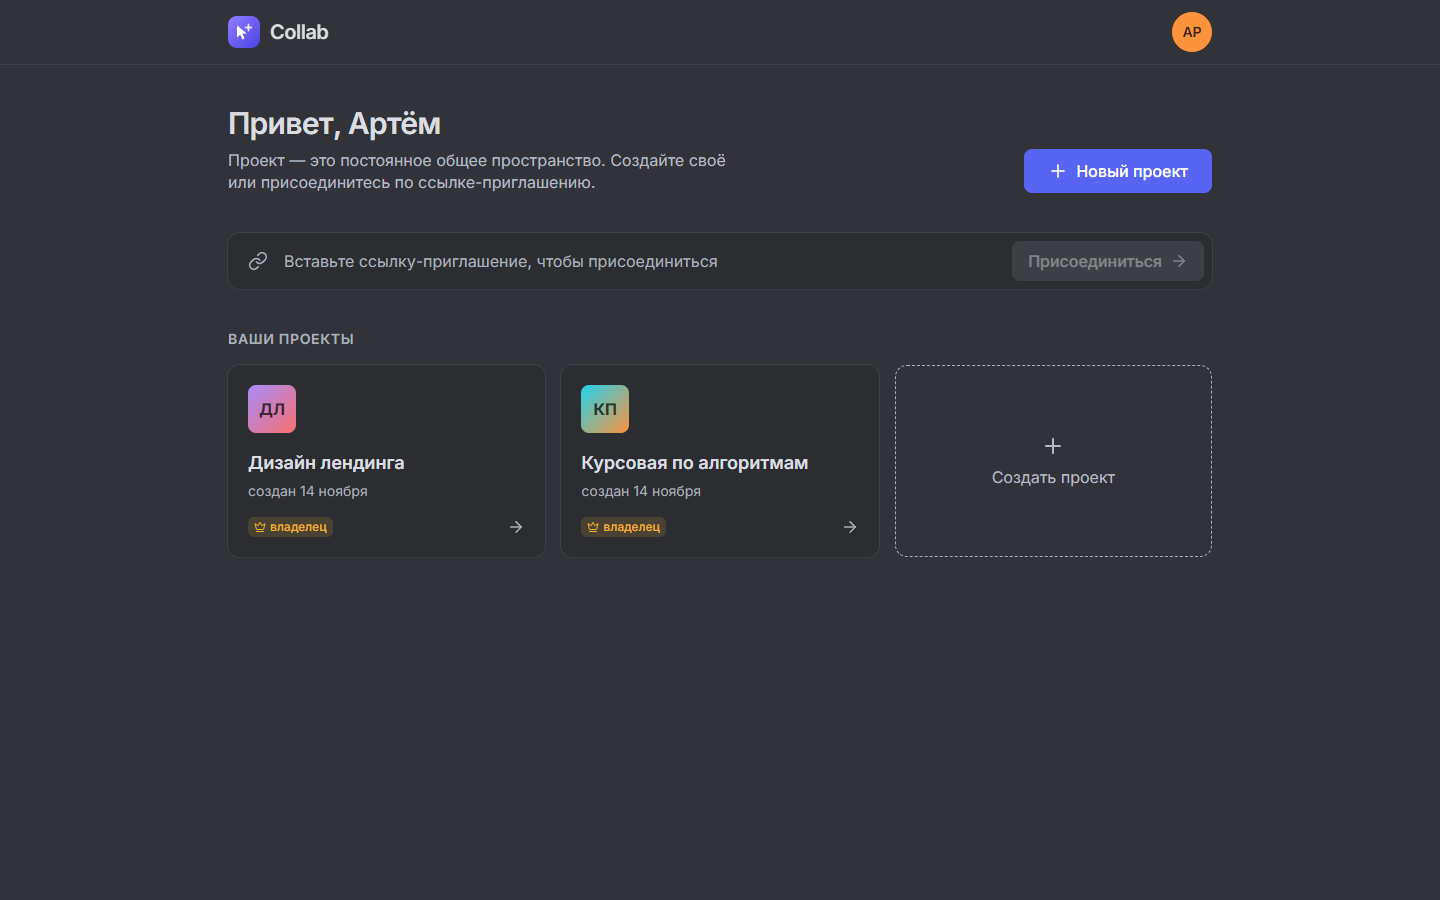 Collab
АР
Привет, Артём
Проект — это постоянное общее пространство. Создайте своё
или присоединитесь по ссылке-приглашению.
Новый проект
Вставьте ссылку-приглашение, чтобы присоединиться
Присоединиться
ВАШИ ПРОЕКТЫ
ДЛ
Дизайн лендинга
создан 14 ноября
владелец
КП
Курсовая по алгоритмам
создан 14 ноября
владелец
Создать проект